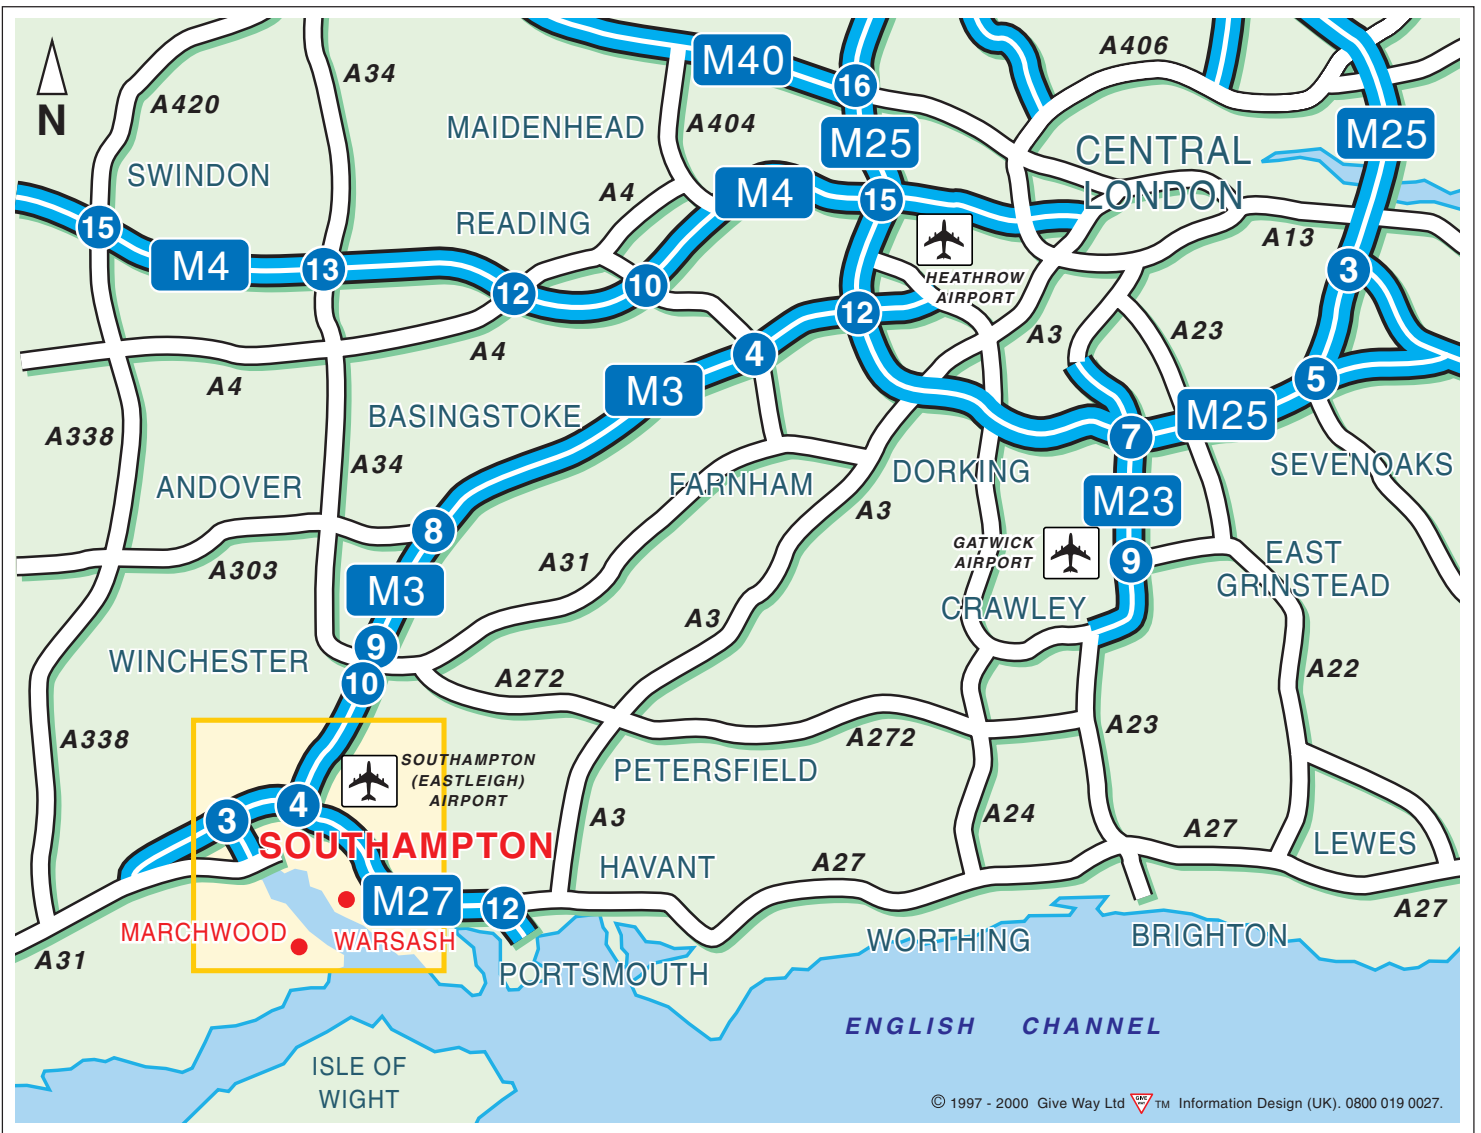 A406
M40
A34
16
A420
N
MAIDENHEAD
A404
M25
M25
CENTRAL
LONDON
SWINDON
A4
M4
15
READING
15
A13
M4
13
12
10
HEATHROW
AIRPORT
3
12
A3
A23
A4
4
A4
5
M3
BASINGSTOKE
M25
7
A338
A34
SEVENOAKS
DORKING
ANDOVER
FARNHAM
M23
A3
8
GATWICK
AIRPORT
9
EAST
GRINSTEAD
A303
A31
M3
CRAWLEY
A3
9
WINCHESTER
10
A272
A22
A338
A272
A23
SOUTHAMPTON
(EASTLEIGH)
AIRPORT
PETERSFIELD
4
3
A3
A24
A27
SOUTHAMPTON
LEWES
HAVANT
A27
M27
12
A27
MARCHWOOD
WARSASH
WORTHING
BRIGHTON
A31
PORTSMOUTH
ENGLISH CHANNEL
ISLE OF
WIGHT
© 1997 - 2000 Give Way Ltd GIVE WAY TM Information Design (UK). 0800 019 0027.